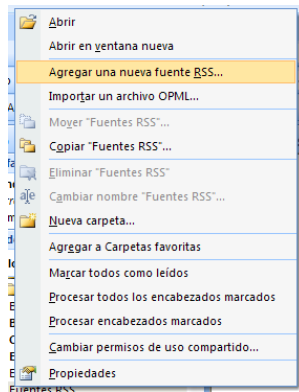 Abrir
Abrir en ventana nueva
Agregar una nueva fuente RSS...
Importar un archivo OPML...
Mover "Fuentes RSS"...
Copiar "Fuentes RSS"...
Eliminar "Fuentes RSS"
Cambiar nombre "Fuentes RSS"...
Nueva carpeta...
Agregar a Carpetas favoritas
Marcar todos como leídos
Procesar todos los encabezados marcados
Procesar encabezados marcados
Cambiar permisos de uso compartido...
Propiedades
Fuentes RSS